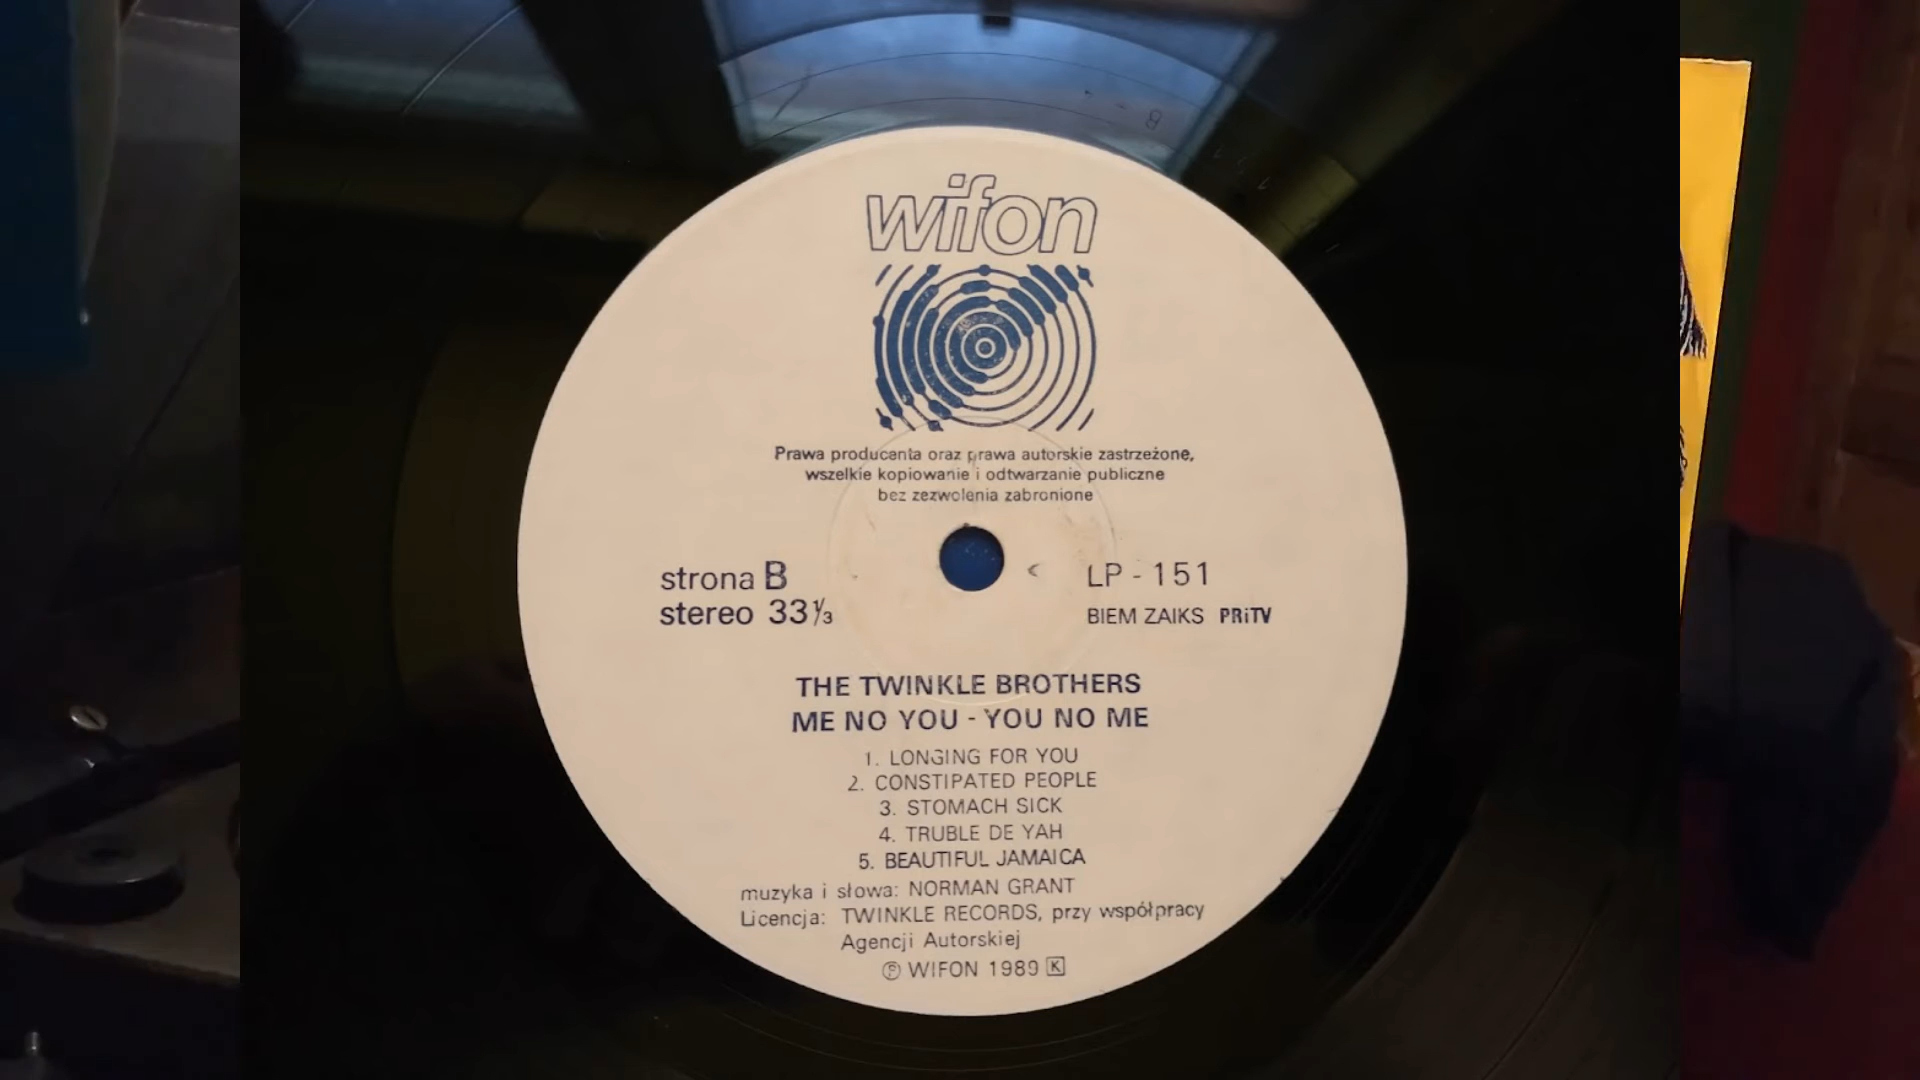 wifon
Prawa producenta oraz prawa autorskie zastrzeżone,
wszelkie kopiowanie i odtwarzanie publiczne
bez zezwolenia zabronione
strona B
stereo 33⅓
LP - 151
BIEM ZAIKS PRiTV
THE TWINKLE BROTHERS
ME NO YOU - YOU NO ME
1. LONGING FOR YOU
2. CONSTIPATED PEOPLE
3. STOMACH SICK
4. TRUBLE DE YAH
5. BEAUTIFUL JAMAICA
muzyka i słowa: NORMAN GRANT
Licencja: TWINKLE RECORDS, przy współpracy
Agencji Autorskiej
Ⓟ WIFON 1989 K